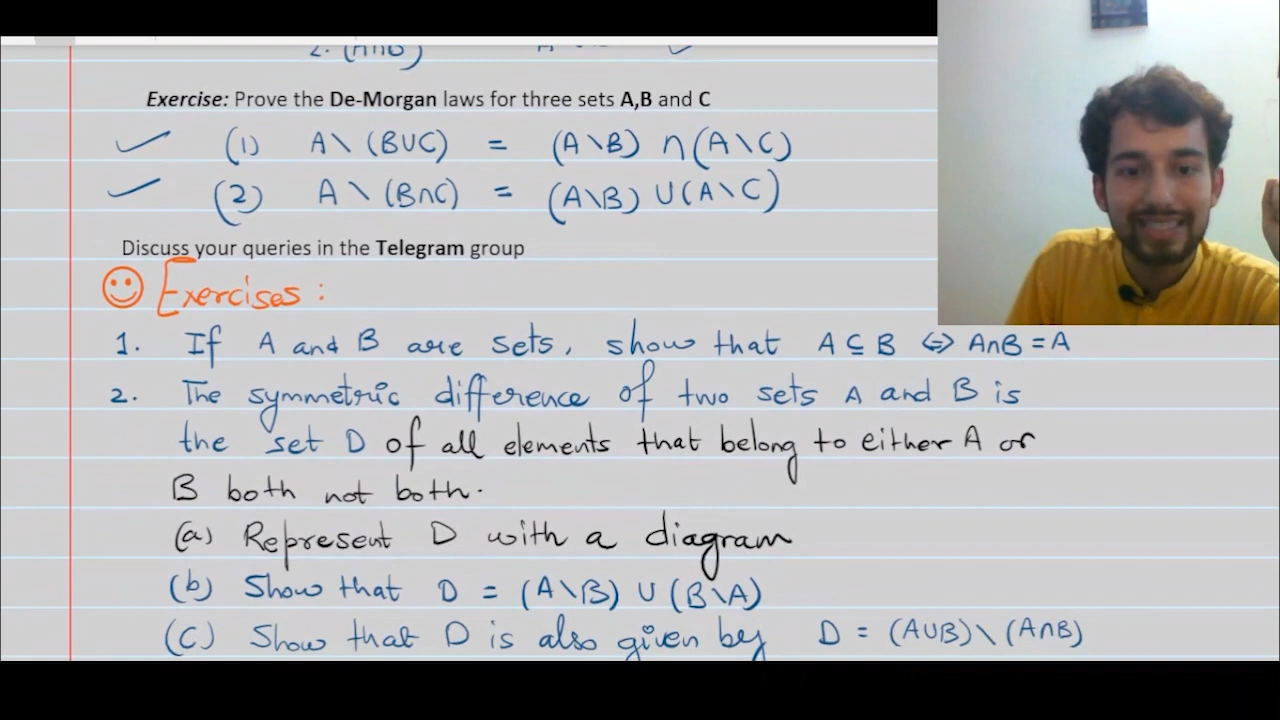 2. (A∩B)
Exercise: Prove the De-Morgan laws for three sets A,B and C
(1) A \ (B∪C) = (A\B) ∩ (A\C)
(2) A \ (B∩C) = (A\B) ∪ (A\C)
Discuss your queries in the Telegram group
Exercises :
1. If A and B are sets, show that A ⊆ B ⇔ A∩B = A
2. The symmetric difference of two sets A and B is
the set D of all elements that belong to either A or
B both not both.
(a) Represent D with a diagram
(b) Show that D = (A\B) ∪ (B\A)
(C) Show that D is also given by D = (A∪B) \ (A∩B)